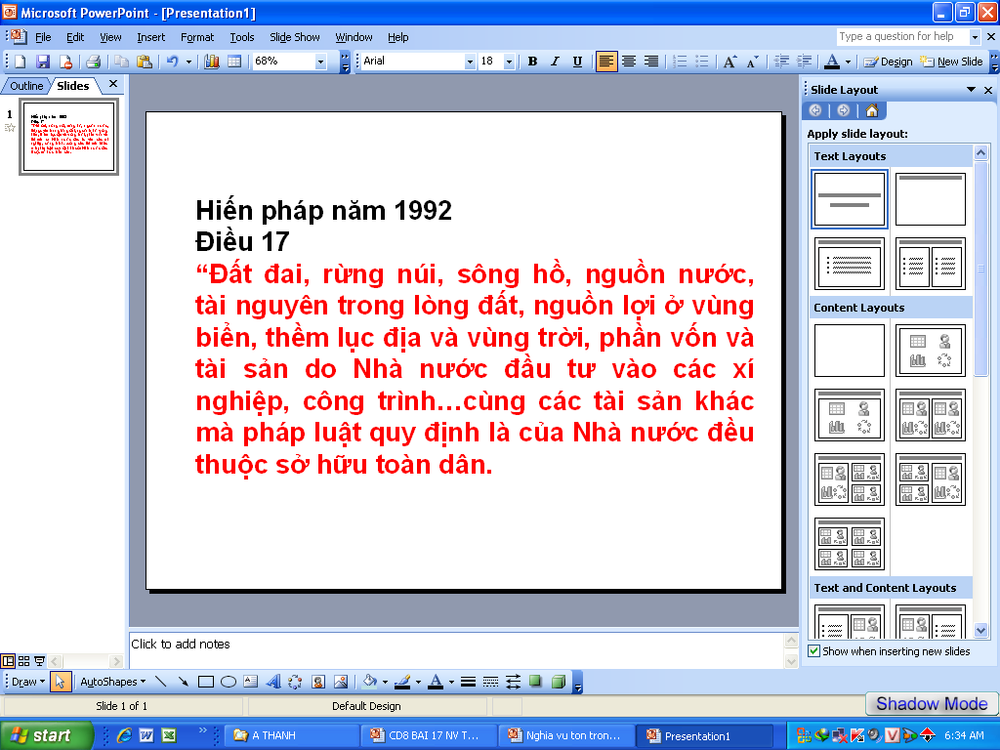 Microsoft PowerPoint - [Presentation1]
File Edit View Insert Format Tools Slide Show Window Help
Type a question for help
68% Arial 18 B I U A A A Design New Slide
Outline Slides
Slide Layout
1
Apply slide layout:
Text Layouts
Hiến pháp năm 1992
Điều 17
“Đất đai, rừng núi, sông hồ, nguồn nước,
tài nguyên trong lòng đất, nguồn lợi ở vùng
biển, thềm lục địa và vùng trời, phần vốn và
tài sản do Nhà nước đầu tư vào các xí
nghiệp, công trình…cùng các tài sản khác
mà pháp luật quy định là của Nhà nước đều
thuộc sở hữu toàn dân.
Content Layouts
Text and Content Layouts
Click to add notes
Show when inserting new slides
Draw AutoShapes
Slide 1 of 1 Default Design
Shadow Mode
start A THANH CD8 BAI 17 NV T... Nghia vu ton tron... Presentation1 6:34 AM